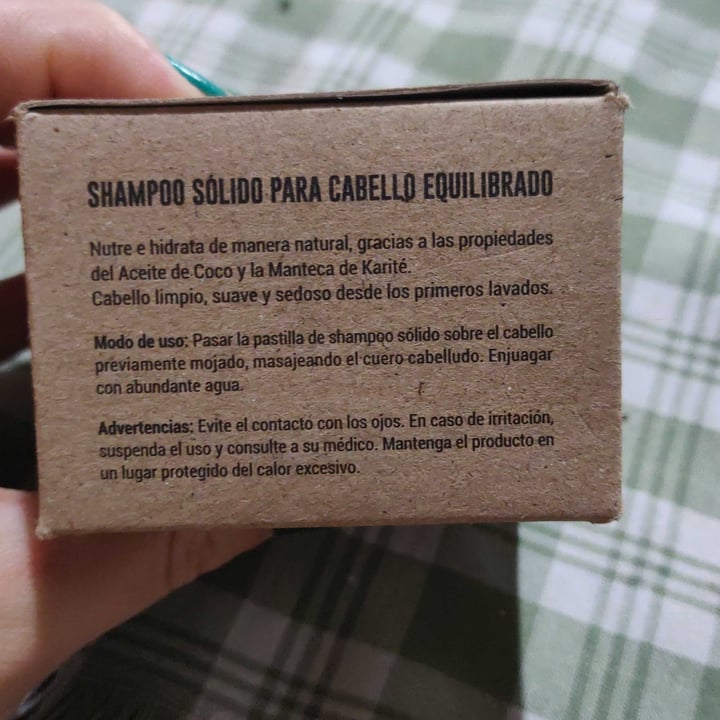 SHAMPOO SÓLIDO PARA CABELLO EQUILIBRADO
Nutre e hidrata de manera natural, gracias a las propiedades
del Aceite de Coco y la Manteca de Karité.
Cabello limpio, suave y sedoso desde los primeros lavados.
Modo de uso: Pasar la pastilla de shampoo sólido sobre el cabello
previamente mojado, masajeando el cuero cabelludo. Enjuagar
con abundante agua.
Advertencias: Evite el contacto con los ojos. En caso de irritación,
suspenda el uso y consulte a su médico. Mantenga el producto en
un lugar protegido del calor excesivo.